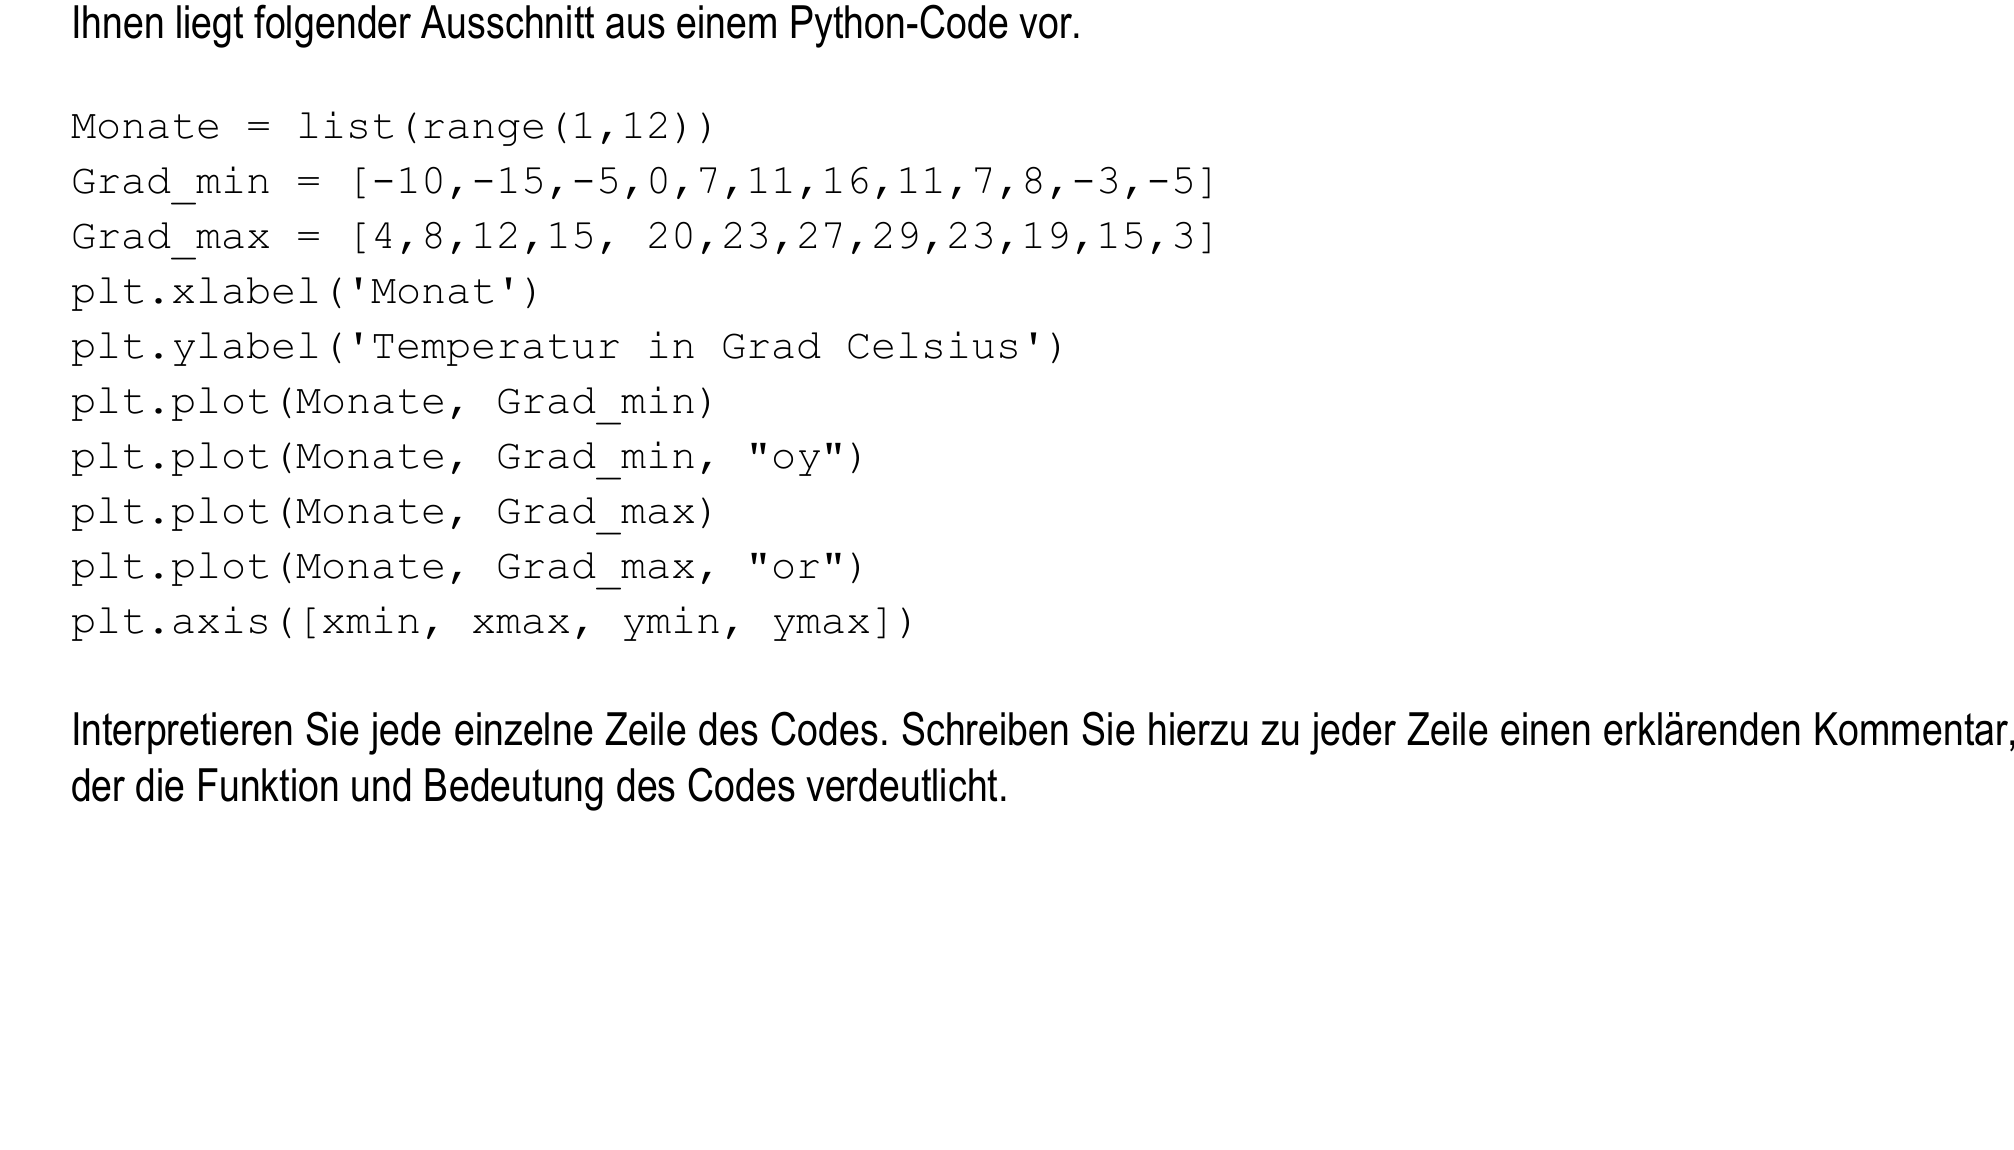 Ihnen liegt folgender Ausschnitt aus einem Python-Code vor.
Monate = list(range(1,12))
Grad_min = [-10,-15,-5,0,7,11,16,11,7,8,-3,-5]
Grad_max = [4,8,12,15, 20,23,27,29,23,19,15,3]
plt.xlabel('Monat')
plt.ylabel('Temperatur in Grad Celsius')
plt.plot(Monate, Grad_min)
plt.plot(Monate, Grad_min, "oy")
plt.plot(Monate, Grad_max)
plt.plot(Monate, Grad_max, "or")
plt.axis([xmin, xmax, ymin, ymax])
Interpretieren Sie jede einzelne Zeile des Codes. Schreiben Sie hierzu zu jeder Zeile einen erklärenden Kommentar,
der die Funktion und Bedeutung des Codes verdeutlicht.